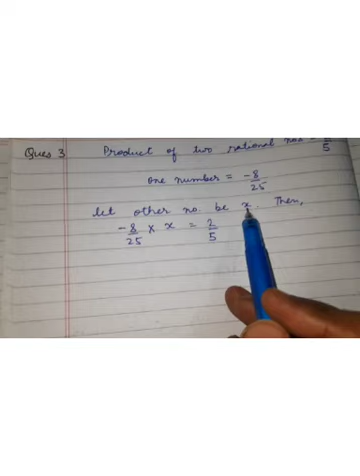 Ques 3 Product of two rational nos = /5
One number = -8/25
Let other no. be x. Then,
-8/25 × x = 2/5